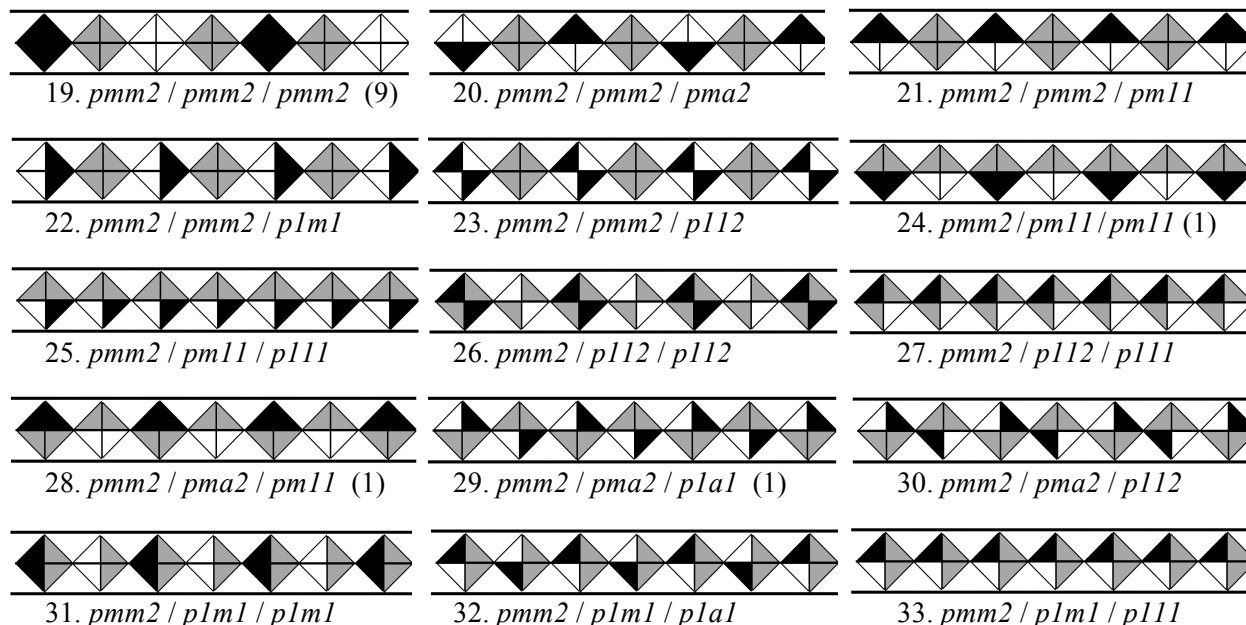 19. pmm2 / pmm2 / pmm2 (9)
20. pmm2 / pmm2 / pma2
21. pmm2 / pmm2 / pm11
22. pmm2 / pmm2 / p1m1
23. pmm2 / pmm2 / p112
24. pmm2 / pm11 / pm11 (1)
25. pmm2 / pm11 / p111
26. pmm2 / p112 / p112
27. pmm2 / p112 / p111
28. pmm2 / pma2 / pm11 (1)
29. pmm2 / pma2 / p1a1 (1)
30. pmm2 / pma2 / p112
31. pmm2 / p1m1 / p1m1
32. pmm2 / p1m1 / p1a1
33. pmm2 / p1m1 / p111